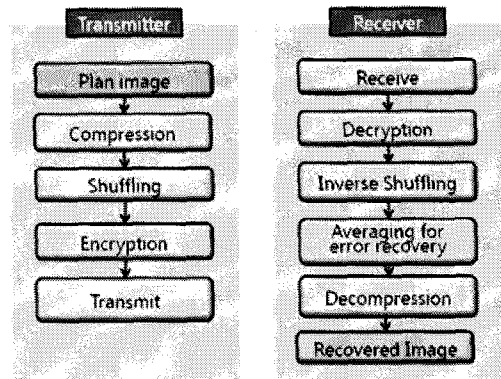 Transmitter
Plan image
Compression
Shuffling
Encryption
Transmit
Receiver
Receive
Decryption
Inverse Shuffling
Averaging for
error recovery
Decompression
Recovered Image